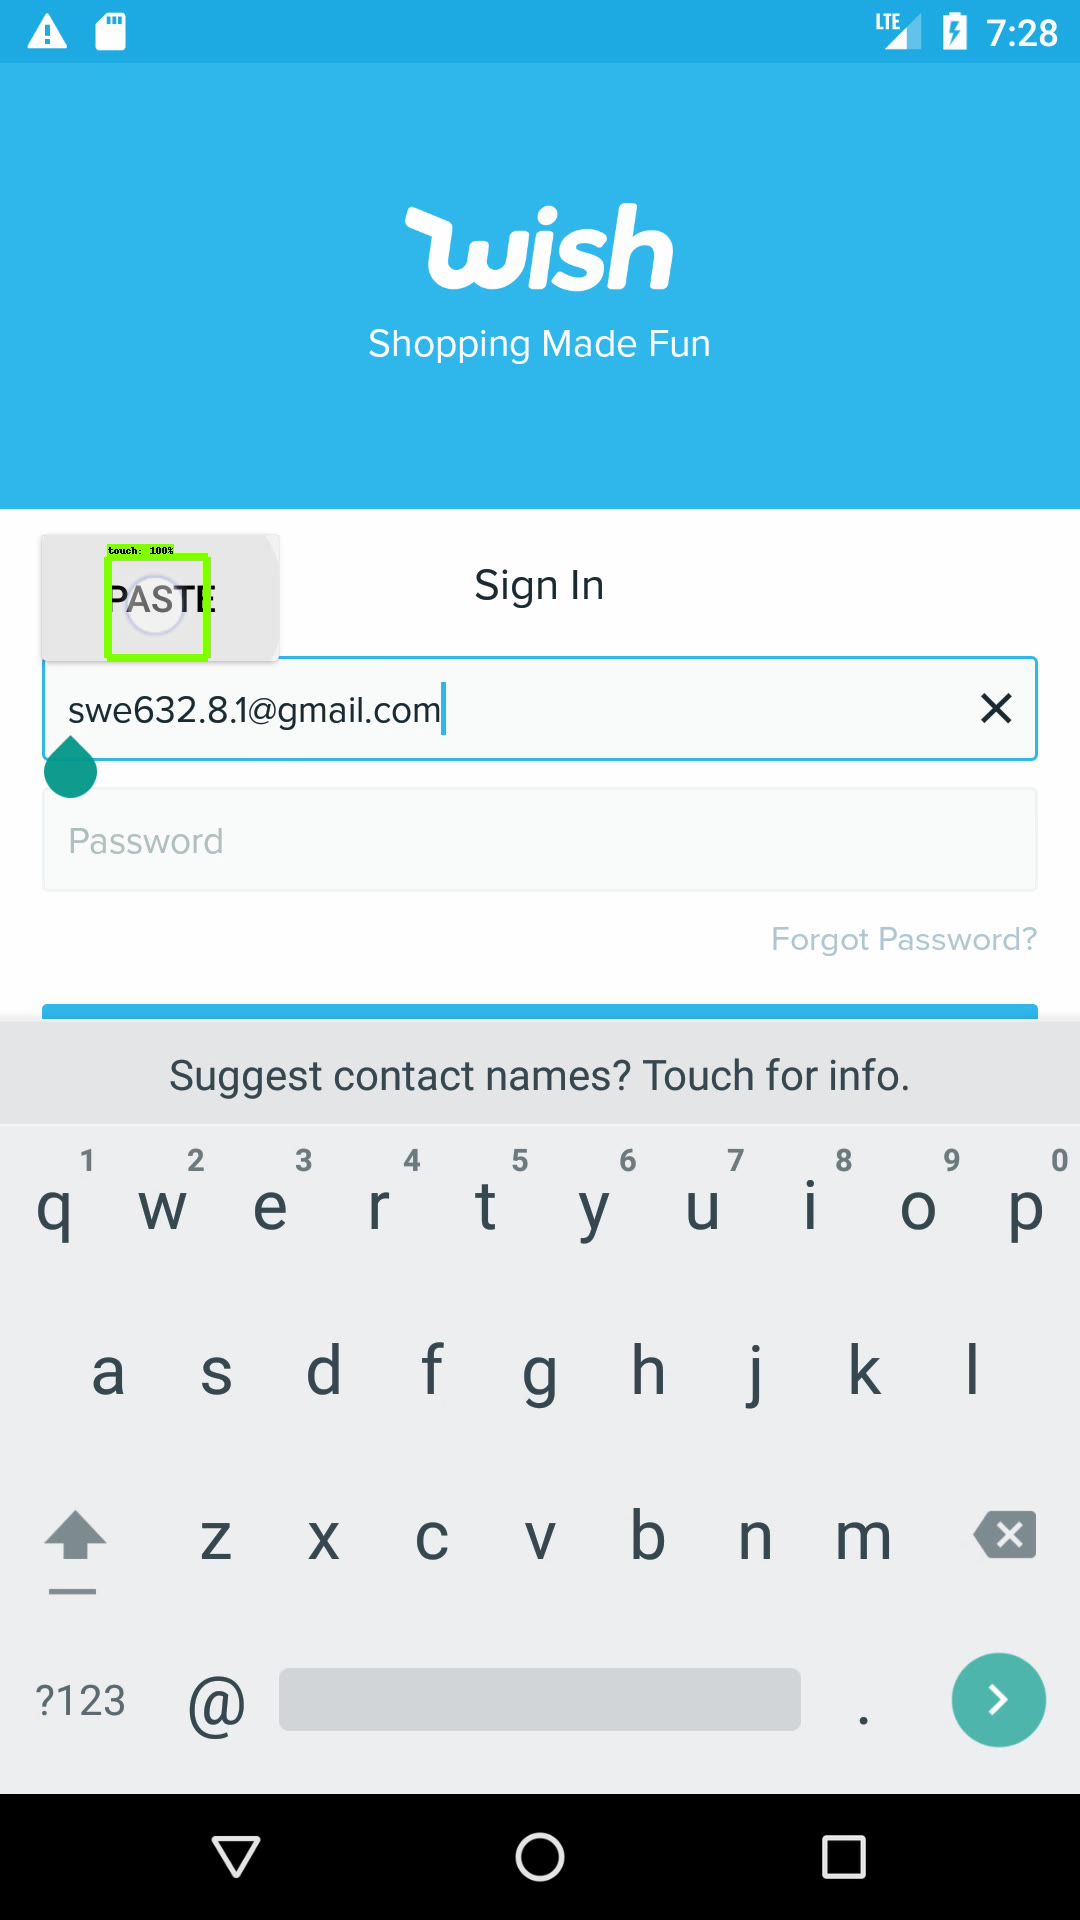 LTE 7:28
wish
Shopping Made Fun
touch: 100%
PASTE
Sign In
swe632.8.1@gmail.com
Password
Forgot Password?
Suggest contact names? Touch for info.
1 2 3 4 5 6 7 8 9 0
q w e r t y u i o p
a s d f g h j k l
z x c v b n m
?123 @ .